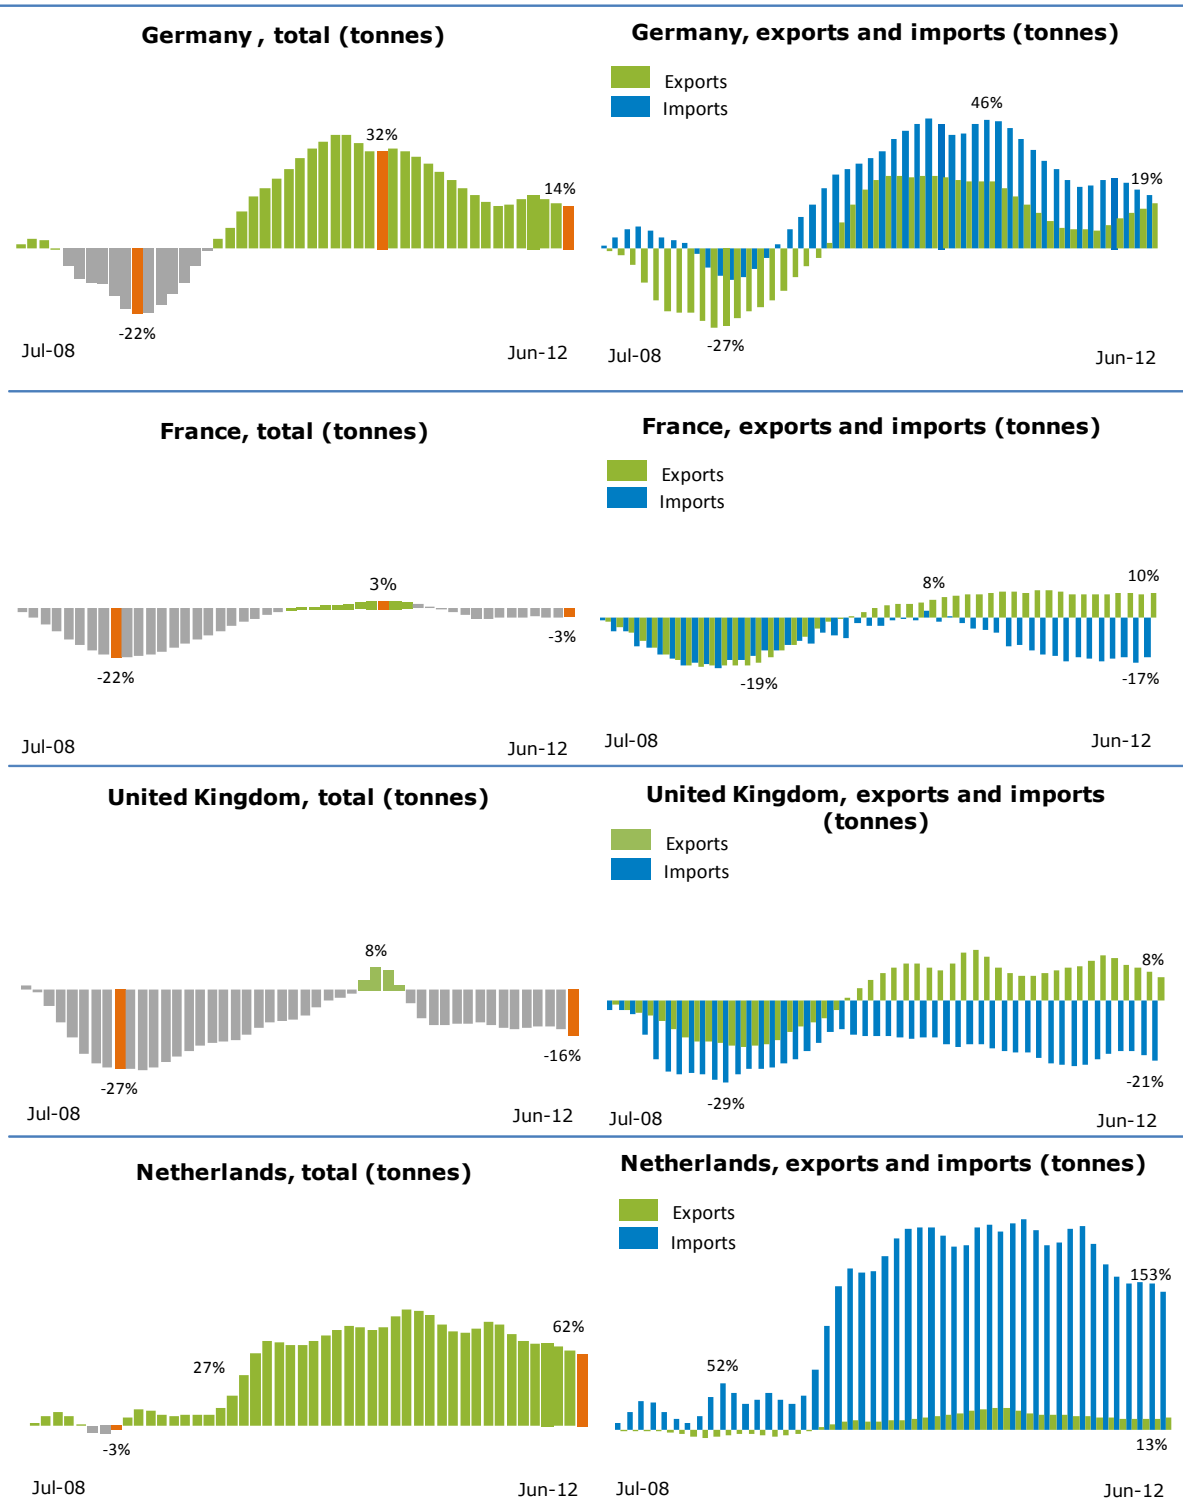 Germany , total (tonnes)
32%
14%
-22%
Jul-08
Jun-12
Germany, exports and imports (tonnes)
Exports
Imports
46%
19%
-27%
Jul-08
Jun-12
France, total (tonnes)
3%
-3%
-22%
Jul-08
Jun-12
France, exports and imports (tonnes)
Exports
Imports
8%
10%
-19%
-17%
Jul-08
Jun-12
United Kingdom, total (tonnes)
8%
-16%
-27%
Jul-08
Jun-12
United Kingdom, exports and imports
(tonnes)
Exports
Imports
8%
-21%
-29%
Jul-08
Jun-12
Netherlands, total (tonnes)
62%
27%
-3%
Jul-08
Jun-12
Netherlands, exports and imports (tonnes)
Exports
Imports
153%
52%
13%
Jul-08
Jun-12